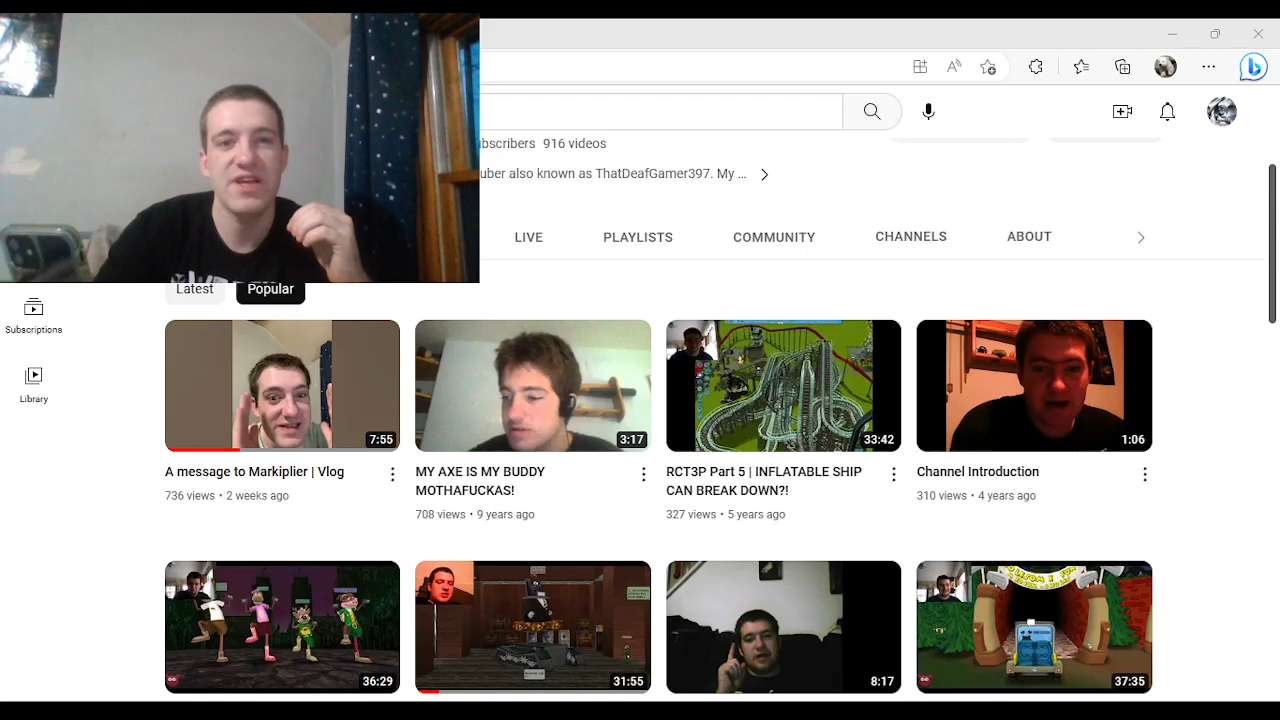 ubscribers 916 videos
uber also known as ThatDeafGamer397. My ...
LIVE PLAYLISTS COMMUNITY CHANNELS ABOUT
Latest Popular
Subscriptions
Library
7:55
3:17
33:42
1:06
A message to Markiplier | Vlog
736 views • 2 weeks ago
MY AXE IS MY BUDDY
MOTHAFUCKAS!
708 views • 9 years ago
RCT3P Part 5 | INFLATABLE SHIP
CAN BREAK DOWN?!
327 views • 5 years ago
Channel Introduction
310 views • 4 years ago
36:29
31:55
8:17
37:35